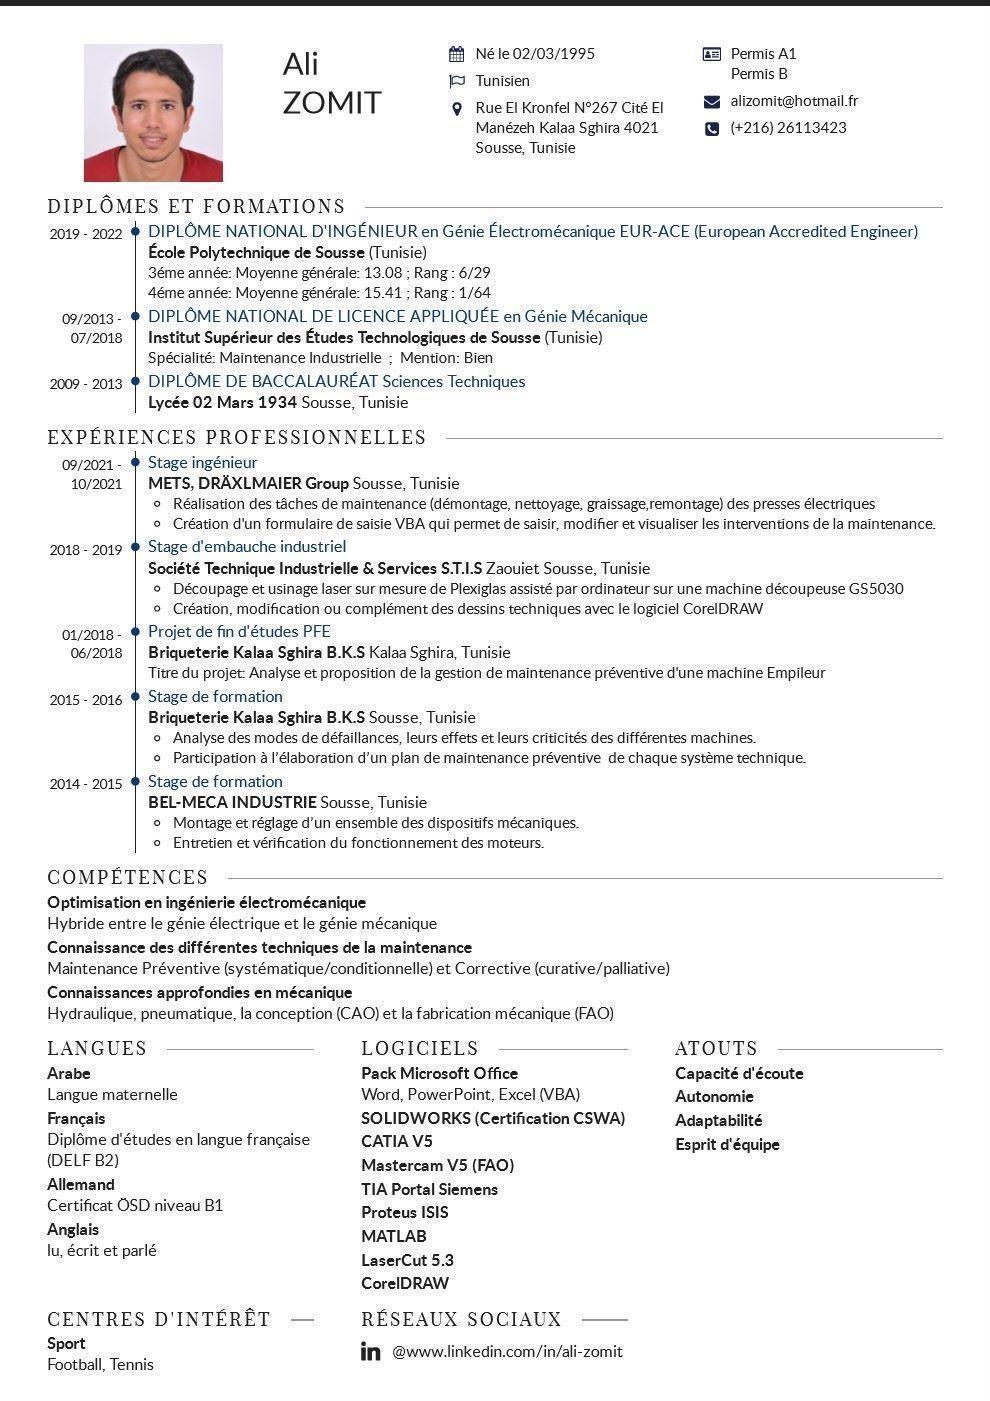 Ali
ZOMIT
Né le 02/03/1995
Tunisien
Rue El Kronfel N°267 Cité El
Manézeh Kalaa Sghira 4021
Sousse, Tunisie
Permis A1
Permis B
alizomit@hotmail.fr
(+216) 26113423
DIPLÔMES ET FORMATIONS
2019 - 2022 DIPLÔME NATIONAL D'INGÉNIEUR en Génie Électromécanique EUR-ACE (European Accredited Engineer)
École Polytechnique de Sousse (Tunisie)
3éme année: Moyenne générale: 13.08 ; Rang : 6/29
4éme année: Moyenne générale: 15.41 ; Rang : 1/64
09/2013 - DIPLÔME NATIONAL DE LICENCE APPLIQUÉE en Génie Mécanique
07/2018 Institut Supérieur des Études Technologiques de Sousse (Tunisie)
Spécialité: Maintenance Industrielle ; Mention: Bien
2009 - 2013 DIPLÔME DE BACCALAURÉAT Sciences Techniques
Lycée 02 Mars 1934 Sousse, Tunisie
EXPÉRIENCES PROFESSIONNELLES
09/2021 - Stage ingénieur
10/2021 METS, DRÄXLMAIER Group Sousse, Tunisie
Réalisation des tâches de maintenance (démontage, nettoyage, graissage,remontage) des presses électriques
Création d'un formulaire de saisie VBA qui permet de saisir, modifier et visualiser les interventions de la maintenance.
2018 - 2019 Stage d'embauche industriel
Société Technique Industrielle & Services S.T.I.S Zaouiet Sousse, Tunisie
Découpage et usinage laser sur mesure de Plexiglas assisté par ordinateur sur une machine découpeuse GS5030
Création, modification ou complément des dessins techniques avec le logiciel CorelDRAW
01/2018 - Projet de fin d'études PFE
06/2018 Briqueterie Kalaa Sghira B.K.S Kalaa Sghira, Tunisie
Titre du projet: Analyse et proposition de la gestion de maintenance préventive d'une machine Empileur
2015 - 2016 Stage de formation
Briqueterie Kalaa Sghira B.K.S Sousse, Tunisie
Analyse des modes de défaillances, leurs effets et leurs criticités des différentes machines.
Participation à l’élaboration d’un plan de maintenance préventive de chaque système technique.
2014 - 2015 Stage de formation
BEL-MECA INDUSTRIE Sousse, Tunisie
Montage et réglage d’un ensemble des dispositifs mécaniques.
Entretien et vérification du fonctionnement des moteurs.
COMPÉTENCES
Optimisation en ingénierie électromécanique
Hybride entre le génie électrique et le génie mécanique
Connaissance des différentes techniques de la maintenance
Maintenance Préventive (systématique/conditionnelle) et Corrective (curative/palliative)
Connaissances approfondies en mécanique
Hydraulique, pneumatique, la conception (CAO) et la fabrication mécanique (FAO)
LANGUES
Arabe
Langue maternelle
Français
Diplôme d'études en langue française
(DELF B2)
Allemand
Certificat ÖSD niveau B1
Anglais
lu, écrit et parlé
LOGICIELS
Pack Microsoft Office
Word, PowerPoint, Excel (VBA)
SOLIDWORKS (Certification CSWA)
CATIA V5
Mastercam V5 (FAO)
TIA Portal Siemens
Proteus ISIS
MATLAB
LaserCut 5.3
CorelDRAW
ATOUTS
Capacité d'écoute
Autonomie
Adaptabilité
Esprit d'équipe
CENTRES D'INTÉRÊT
Sport
Football, Tennis
RÉSEAUX SOCIAUX
in @www.linkedin.com/in/ali-zomit